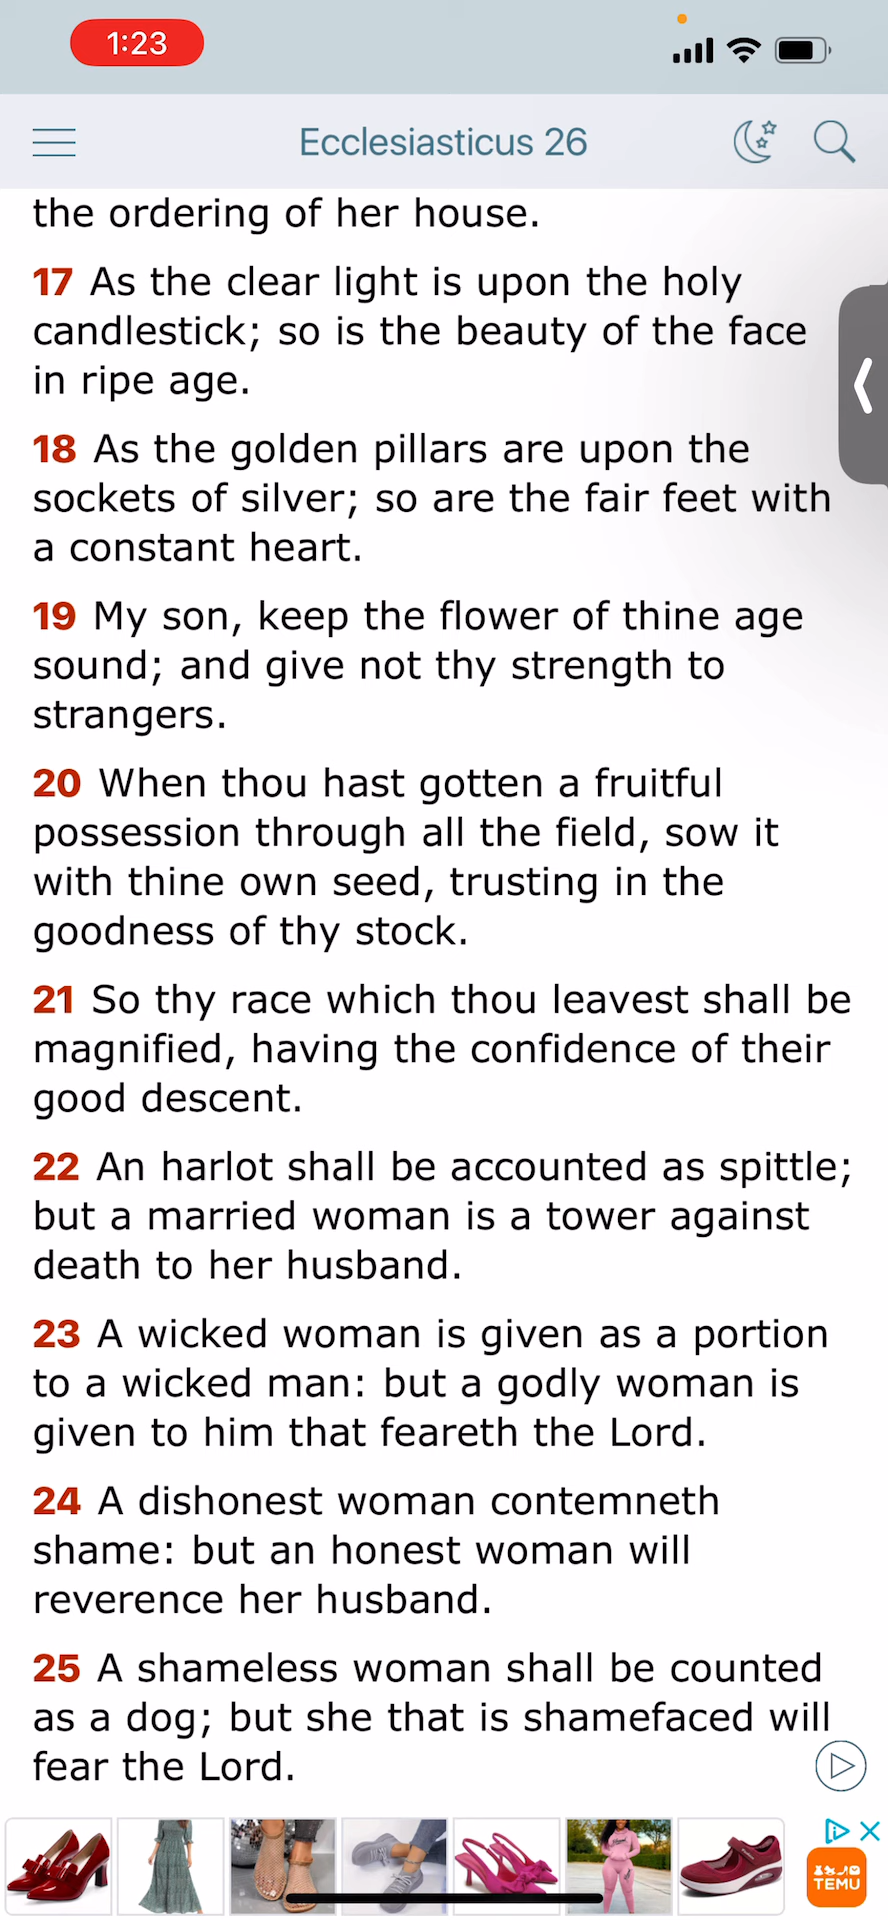 1:23
Ecclesiasticus 26
the ordering of her house.
17 As the clear light is upon the holy
candlestick; so is the beauty of the face
in ripe age.
18 As the golden pillars are upon the
sockets of silver; so are the fair feet with
a constant heart.
19 My son, keep the flower of thine age
sound; and give not thy strength to
strangers.
20 When thou hast gotten a fruitful
possession through all the field, sow it
with thine own seed, trusting in the
goodness of thy stock.
21 So thy race which thou leavest shall be
magnified, having the confidence of their
good descent.
22 An harlot shall be accounted as spittle;
but a married woman is a tower against
death to her husband.
23 A wicked woman is given as a portion
to a wicked man: but a godly woman is
given to him that feareth the Lord.
24 A dishonest woman contemneth
shame: but an honest woman will
reverence her husband.
25 A shameless woman shall be counted
as a dog; but she that is shamefaced will
fear the Lord.
TEMU